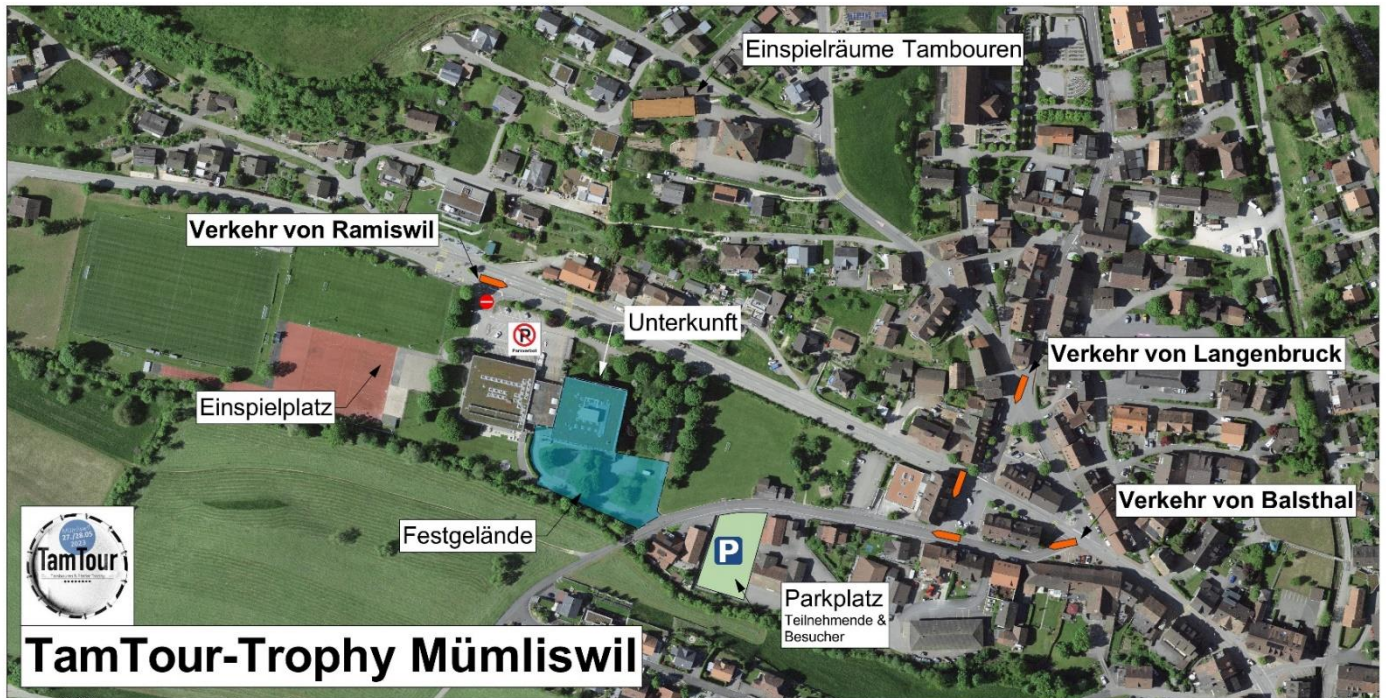 Einspielräume Tambouren
Verkehr von Ramiswil
Unterkunft
Verkehr von Langenbruck
Einspielplatz
Verkehr von Balsthal
Festgelände
P
Parkplatz
Teilnehmende &
Besucher
27./28.05
2023
TamTour
TamTour-Trophy Mümliswil